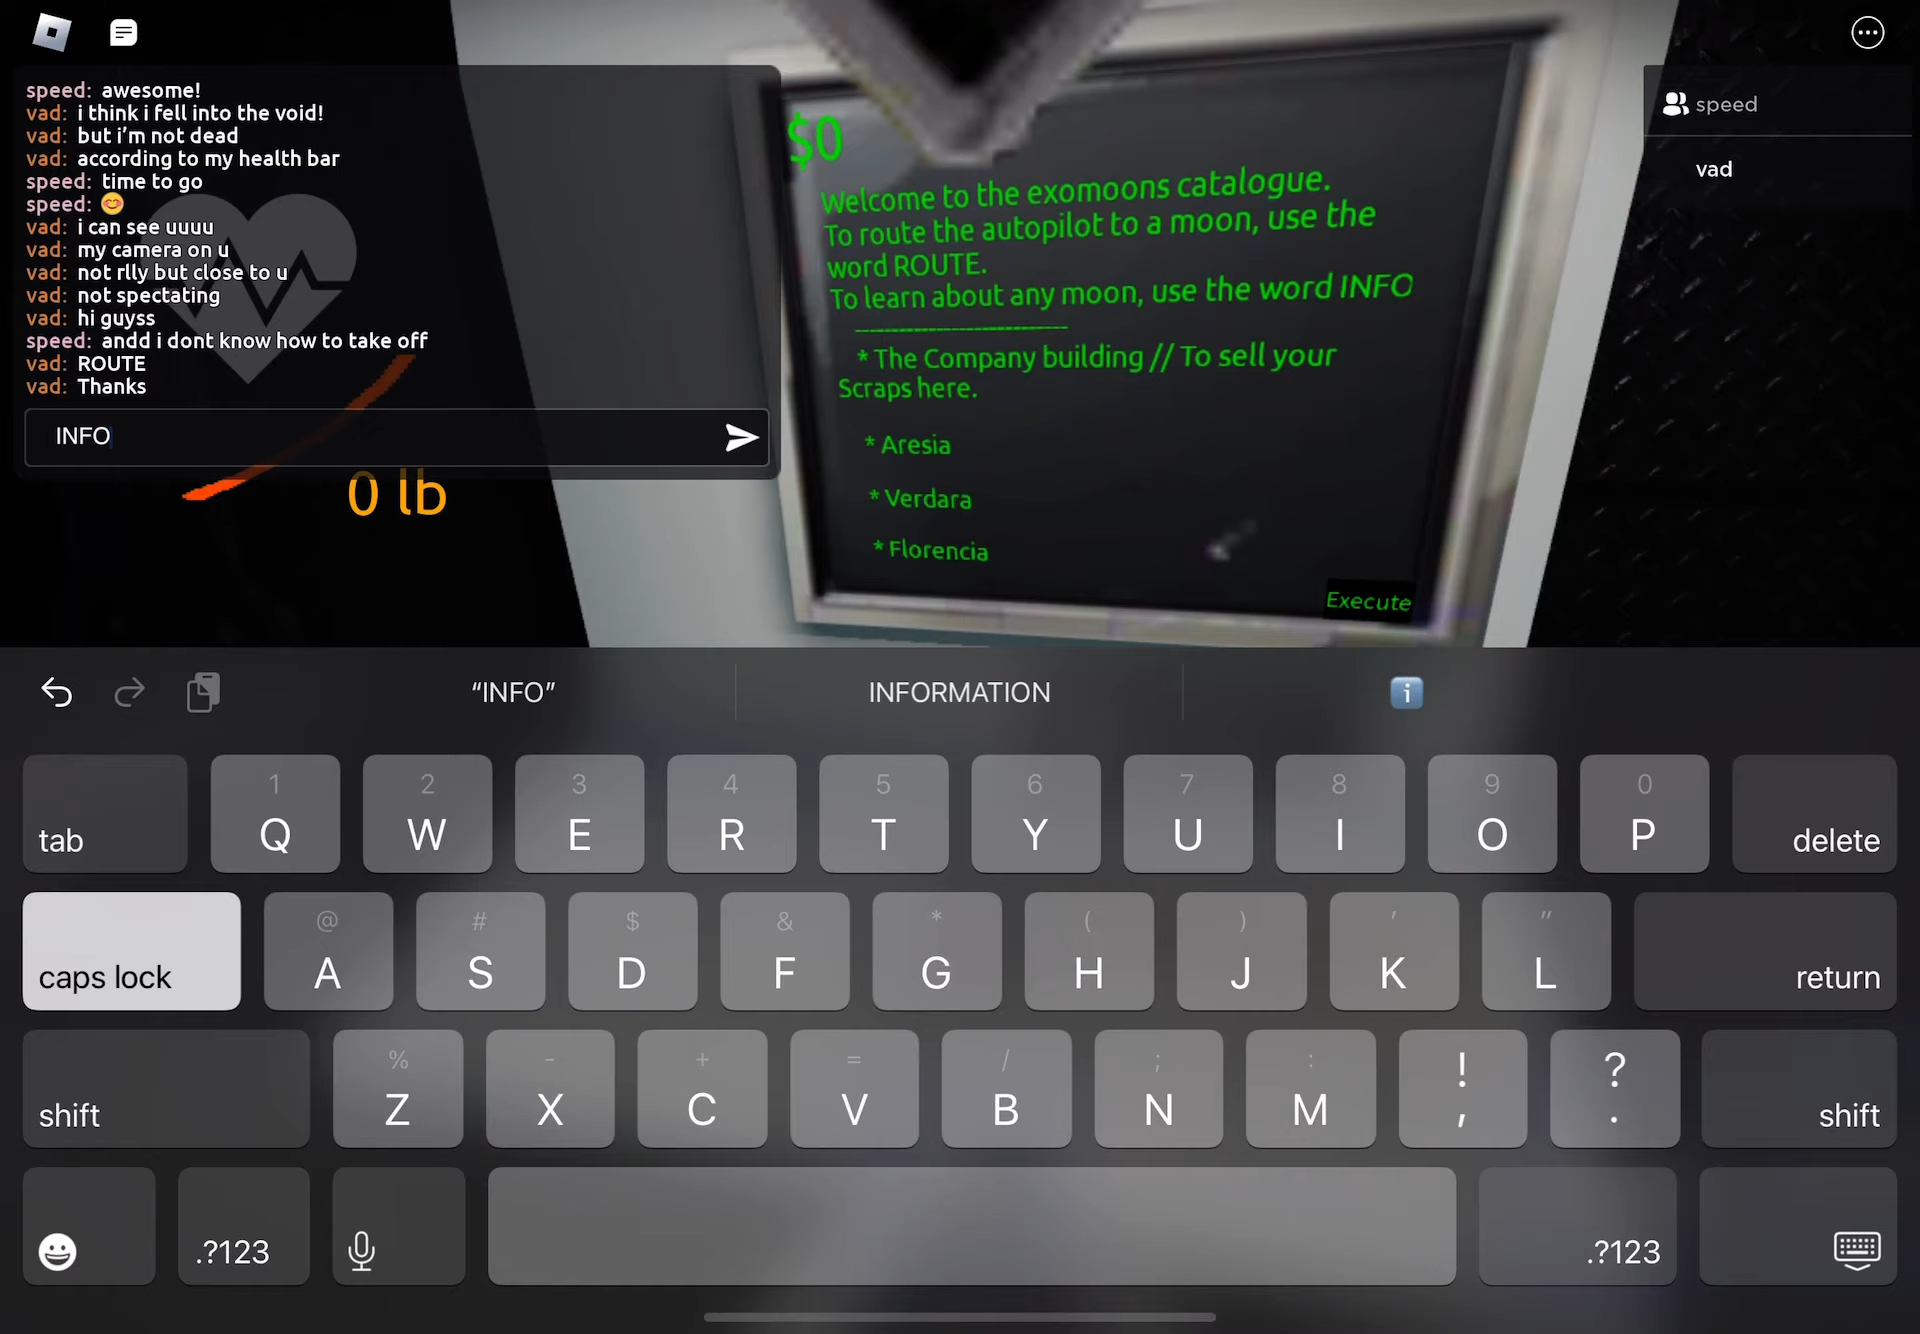 speed: awesome!
vad: i think i fell into the void!
vad: but i'm not dead
vad: according to my health bar
speed: time to go
speed: 😊
vad: i can see uuuu
vad: my camera on u
vad: not rlly but close to u
vad: not spectating
vad: hi guyss
speed: andd i dont know how to take off
vad: ROUTE
vad: Thanks
INFO
0 lb
$0
Welcome to the exomoons catalogue.
To route the autopilot to a moon, use the
word ROUTE.
To learn about any moon, use the word INFO
* The Company building // To sell your
Scraps here.
* Aresia
* Verdara
* Florencia
Execute
speed
vad
“INFO” INFORMATION ℹ️
tab 1 Q 2 W 3 E 4 R 5 T 6 Y 7 U 8 I 9 O 0 P delete
caps lock @ A # S $ D & F * G ( H ) J ' K " L return
shift % Z - X + C = V / B ; N : M ! , ? . shift
.?123 .?123